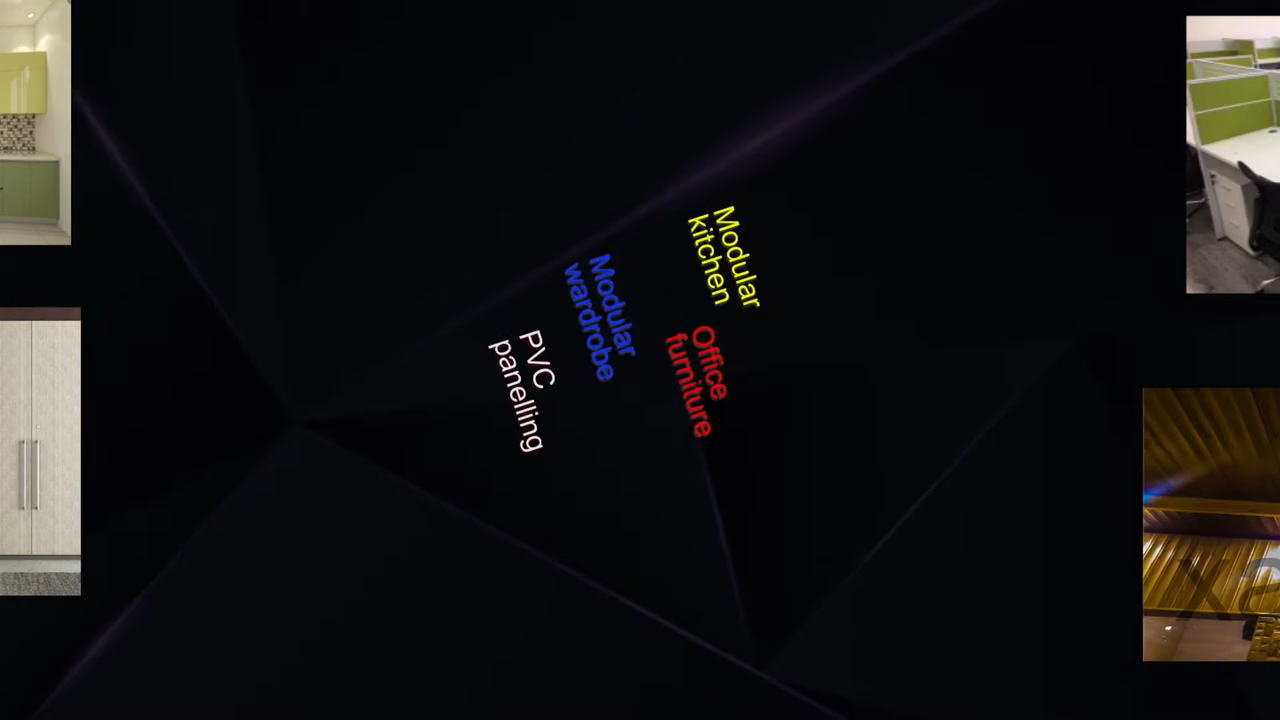 Modular
kitchen
Modular
wardrobe
Office
furniture
PVC
panelling